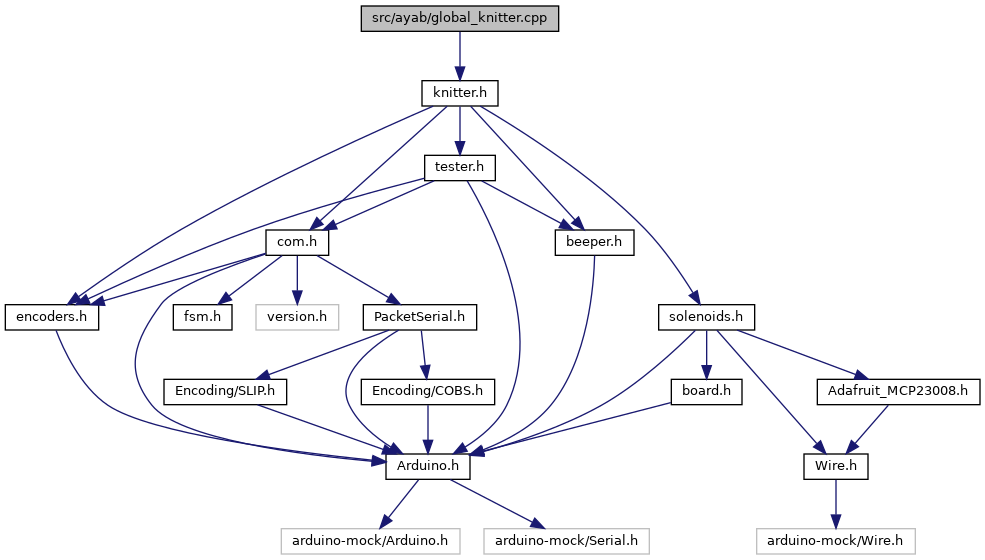 src/ayab/global_knitter.cpp
knitter.h
tester.h
com.h
beeper.h
encoders.h
fsm.h
version.h
PacketSerial.h
solenoids.h
Encoding/SLIP.h
Encoding/COBS.h
board.h
Adafruit_MCP23008.h
Arduino.h
Wire.h
arduino-mock/Arduino.h
arduino-mock/Serial.h
arduino-mock/Wire.h